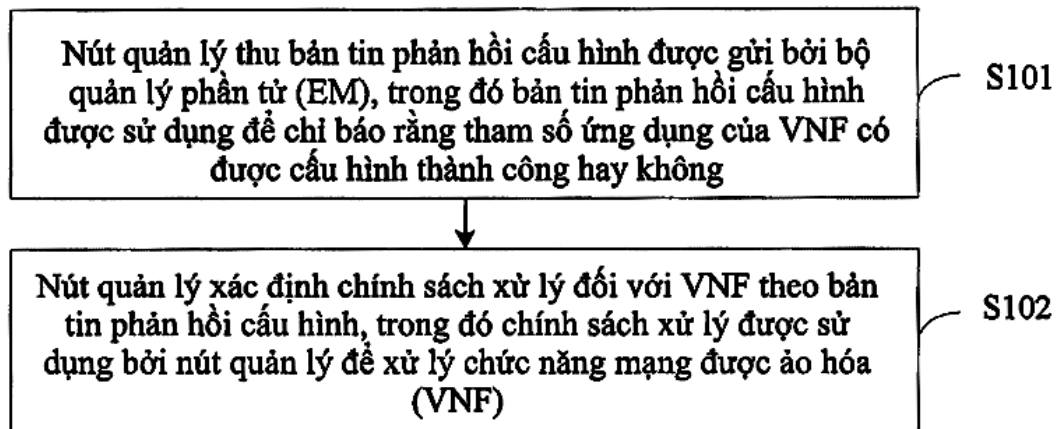 Nút quản lý thu bản tin phản hồi cấu hình được gửi bởi bộ
quản lý phần tử (EM), trong đó bản tin phản hồi cấu hình
được sử dụng để chỉ báo rằng tham số ứng dụng của VNF có
được cấu hình thành công hay không
S101
Nút quản lý xác định chính sách xử lý đối với VNF theo bản
tin phản hồi cấu hình, trong đó chính sách xử lý được sử
dụng bởi nút quản lý để xử lý chức năng mạng được ảo hóa
(VNF)
S102